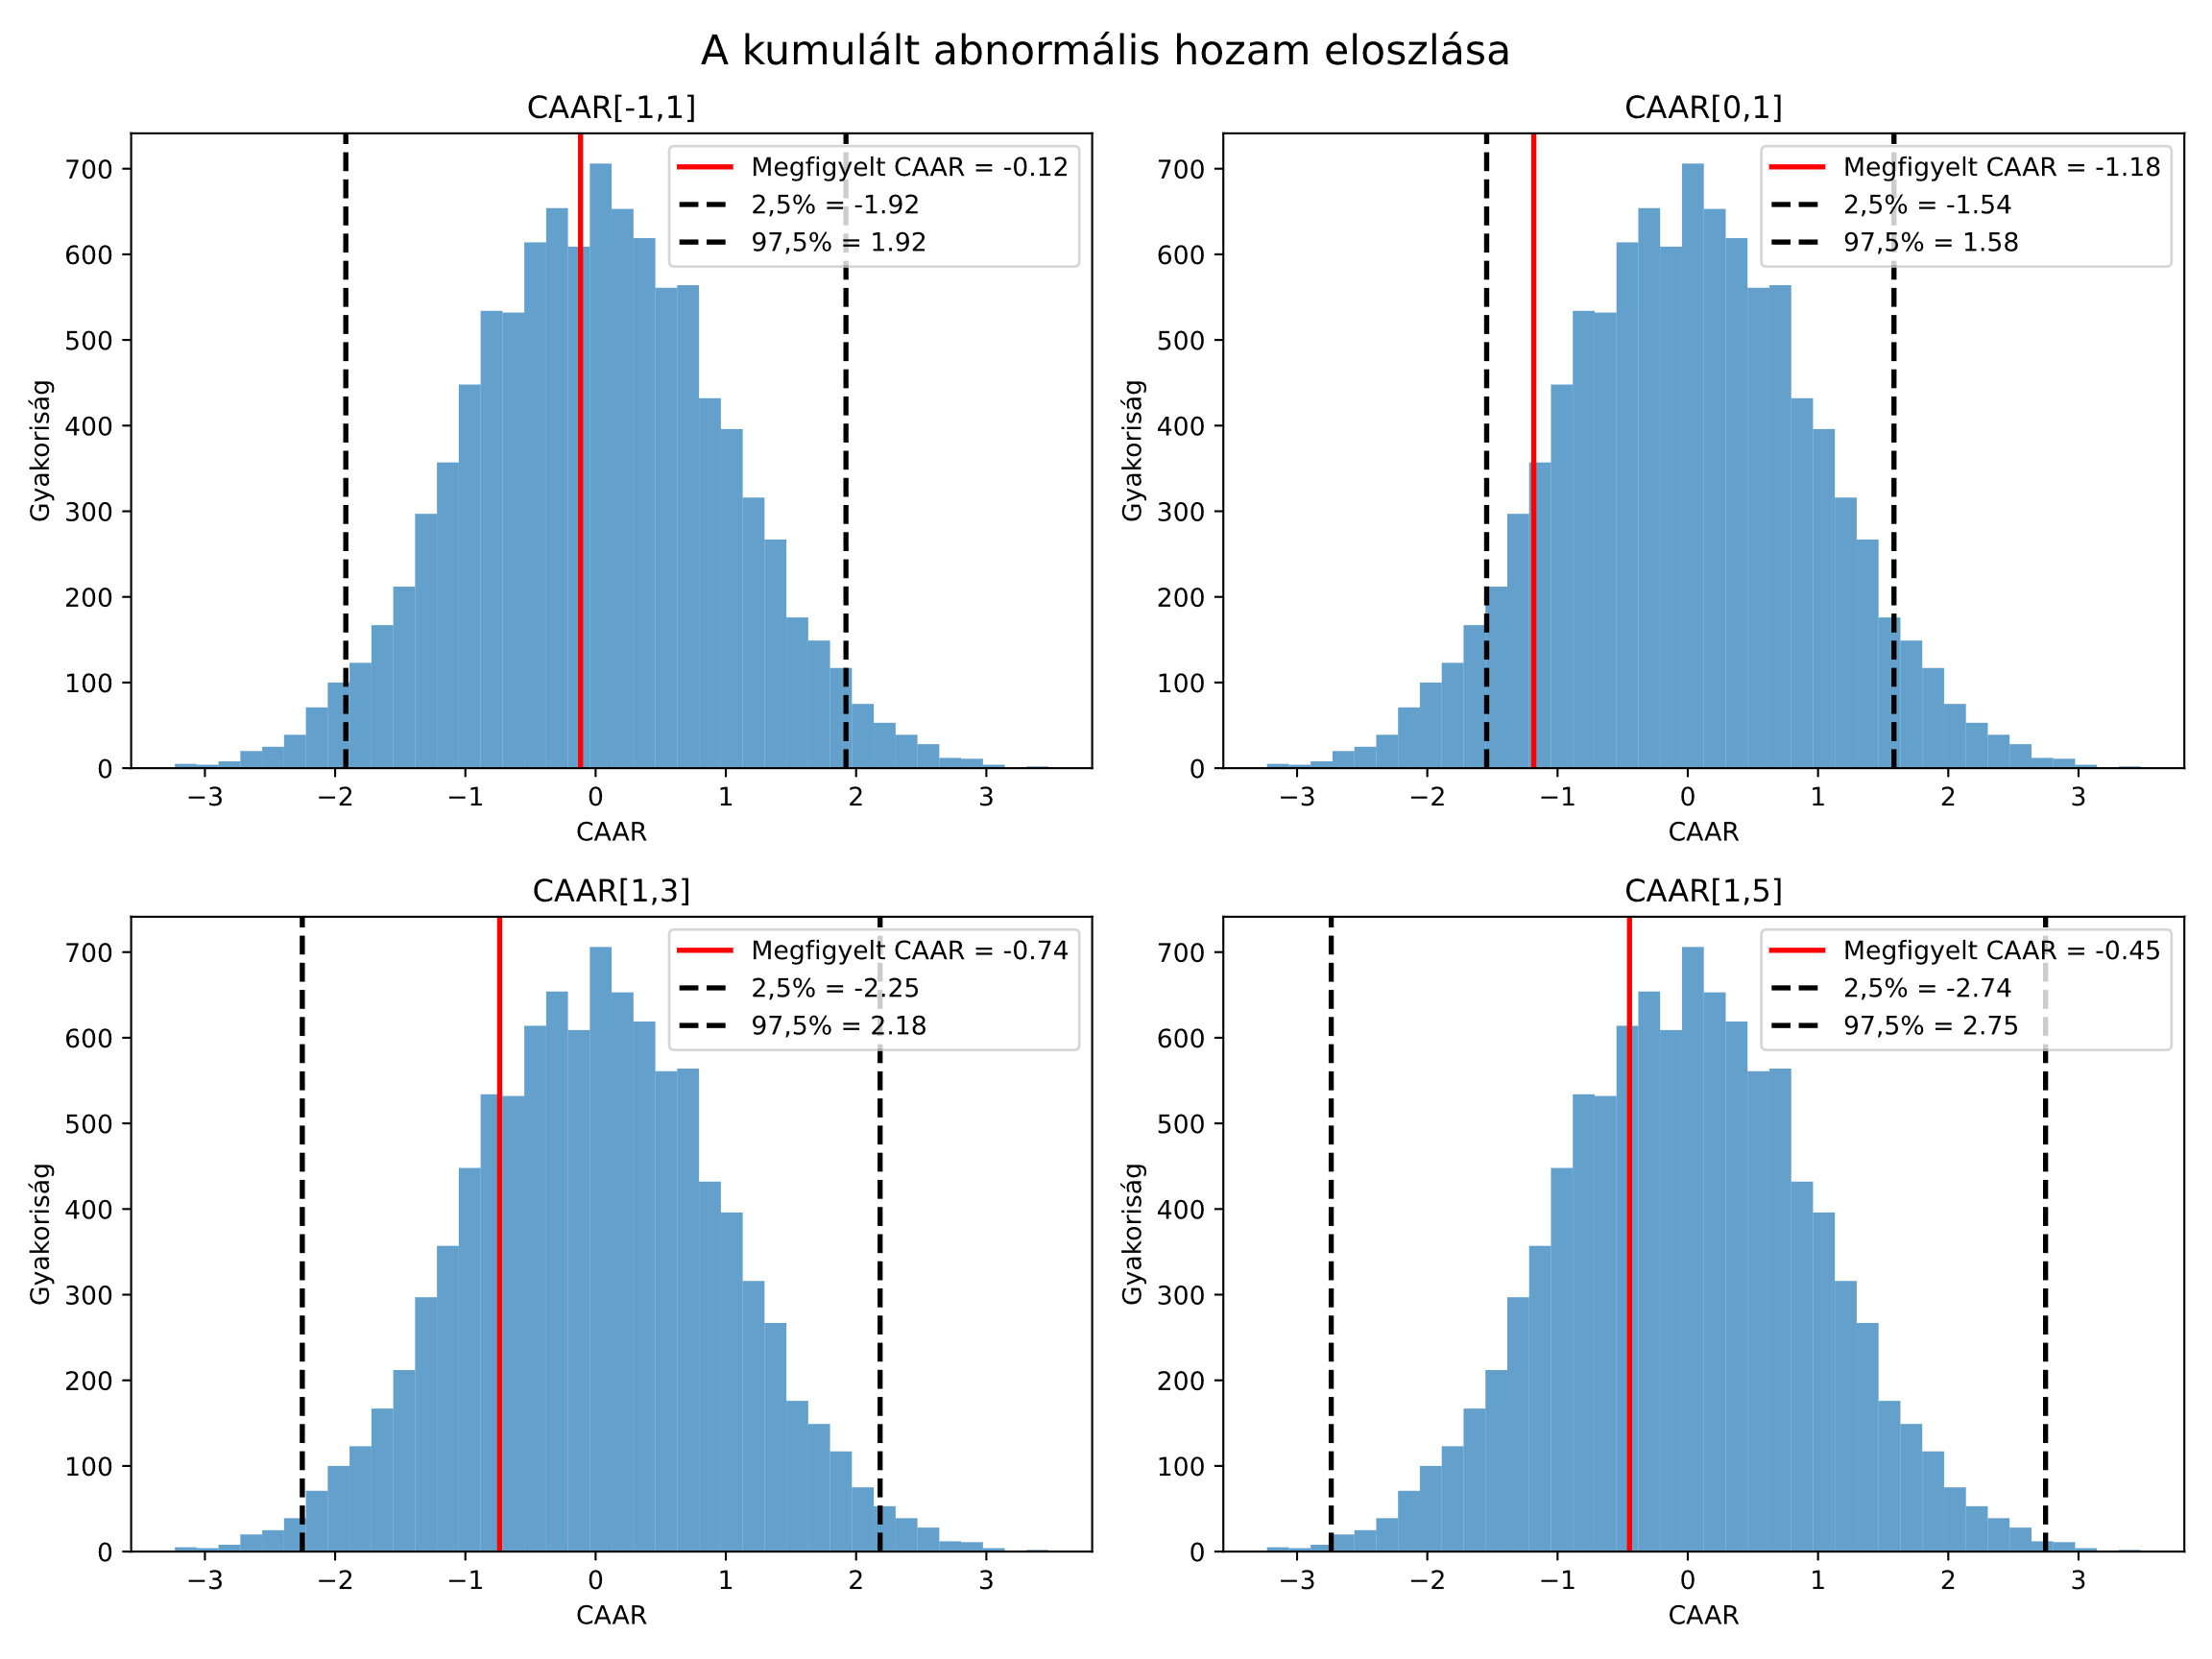 A kumulált abnormális hozam eloszlása
CAAR[-1,1]
Gyakoriság
700
600
500
400
300
200
100
0
Megfigyelt CAAR = -0.12
2,5% = -1.92
97,5% = 1.92
−3 −2 −1 0 1 2 3
CAAR
CAAR[0,1]
Gyakoriság
700
600
500
400
300
200
100
0
Megfigyelt CAAR = -1.18
2,5% = -1.54
97,5% = 1.58
−3 −2 −1 0 1 2 3
CAAR
CAAR[1,3]
Gyakoriság
700
600
500
400
300
200
100
0
Megfigyelt CAAR = -0.74
2,5% = -2.25
97,5% = 2.18
−3 −2 −1 0 1 2 3
CAAR
CAAR[1,5]
Gyakoriság
700
600
500
400
300
200
100
0
Megfigyelt CAAR = -0.45
2,5% = -2.74
97,5% = 2.75
−3 −2 −1 0 1 2 3
CAAR